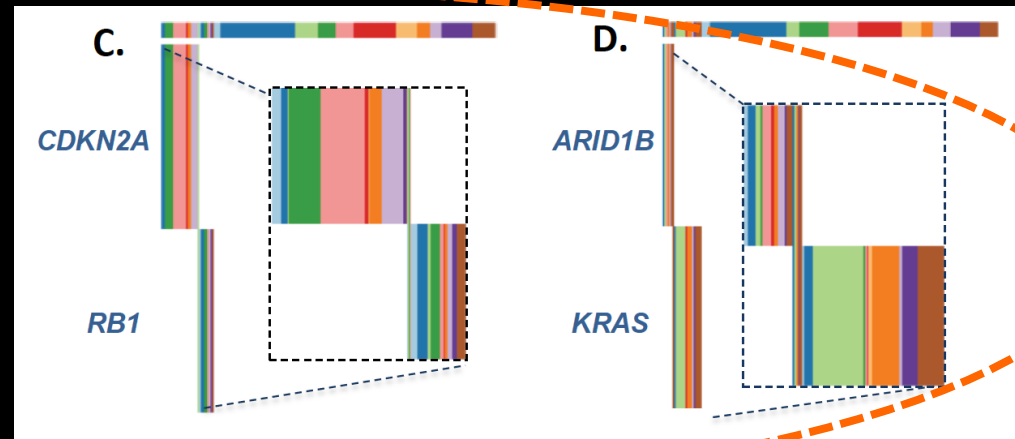 C.
CDKN2A
RB1
D.
ARID1B
KRAS